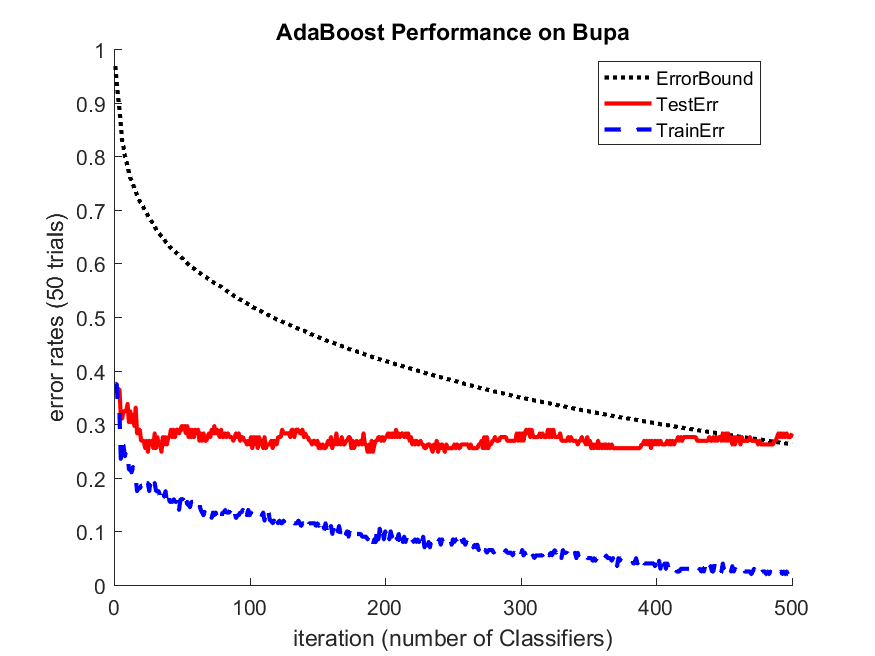 AdaBoost Performance on Bupa
ErrorBound
TestErr
TrainErr
error rates (50 trials)
1
0.9
0.8
0.7
0.6
0.5
0.4
0.3
0.2
0.1
0
0 100 200 300 400 500
iteration (number of Classifiers)